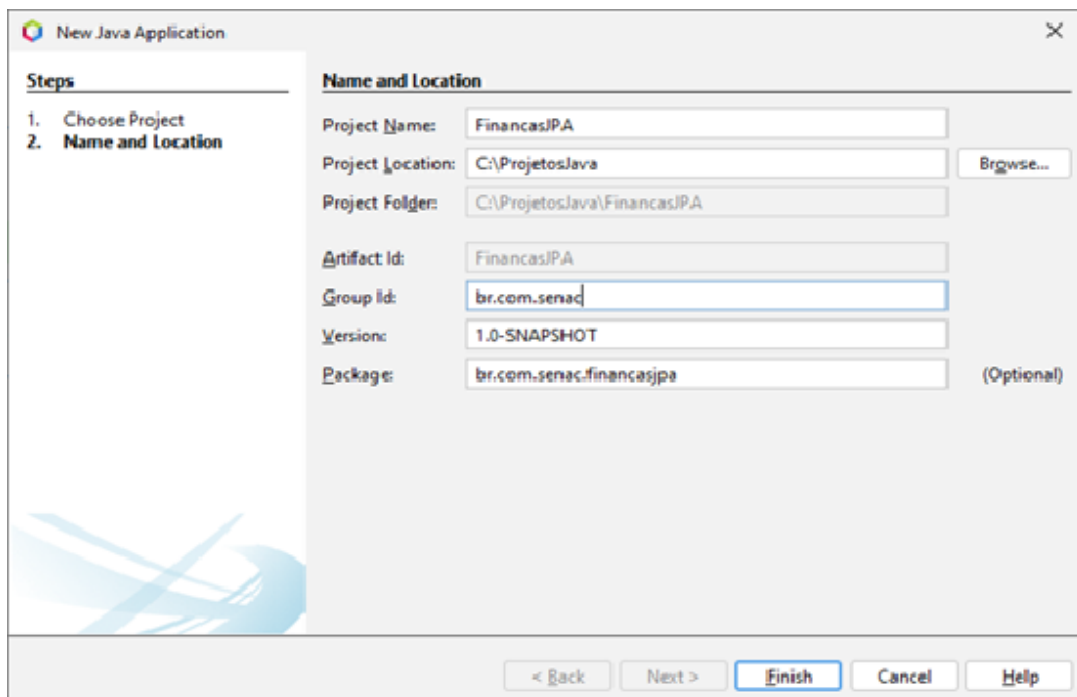 New Java Application
Steps
1. Choose Project
2. Name and Location
Name and Location
Project Name: FinancasJPA
Project Location: C:\ProjetosJava Browse...
Project Folder: C:\ProjetosJava\FinancasJPA
Artifact Id: FinancasJPA
Group Id: br.com.senac
Version: 1.0-SNAPSHOT
Package: br.com.senac.financasjpa (Optional)
< Back Next > Finish Cancel Help